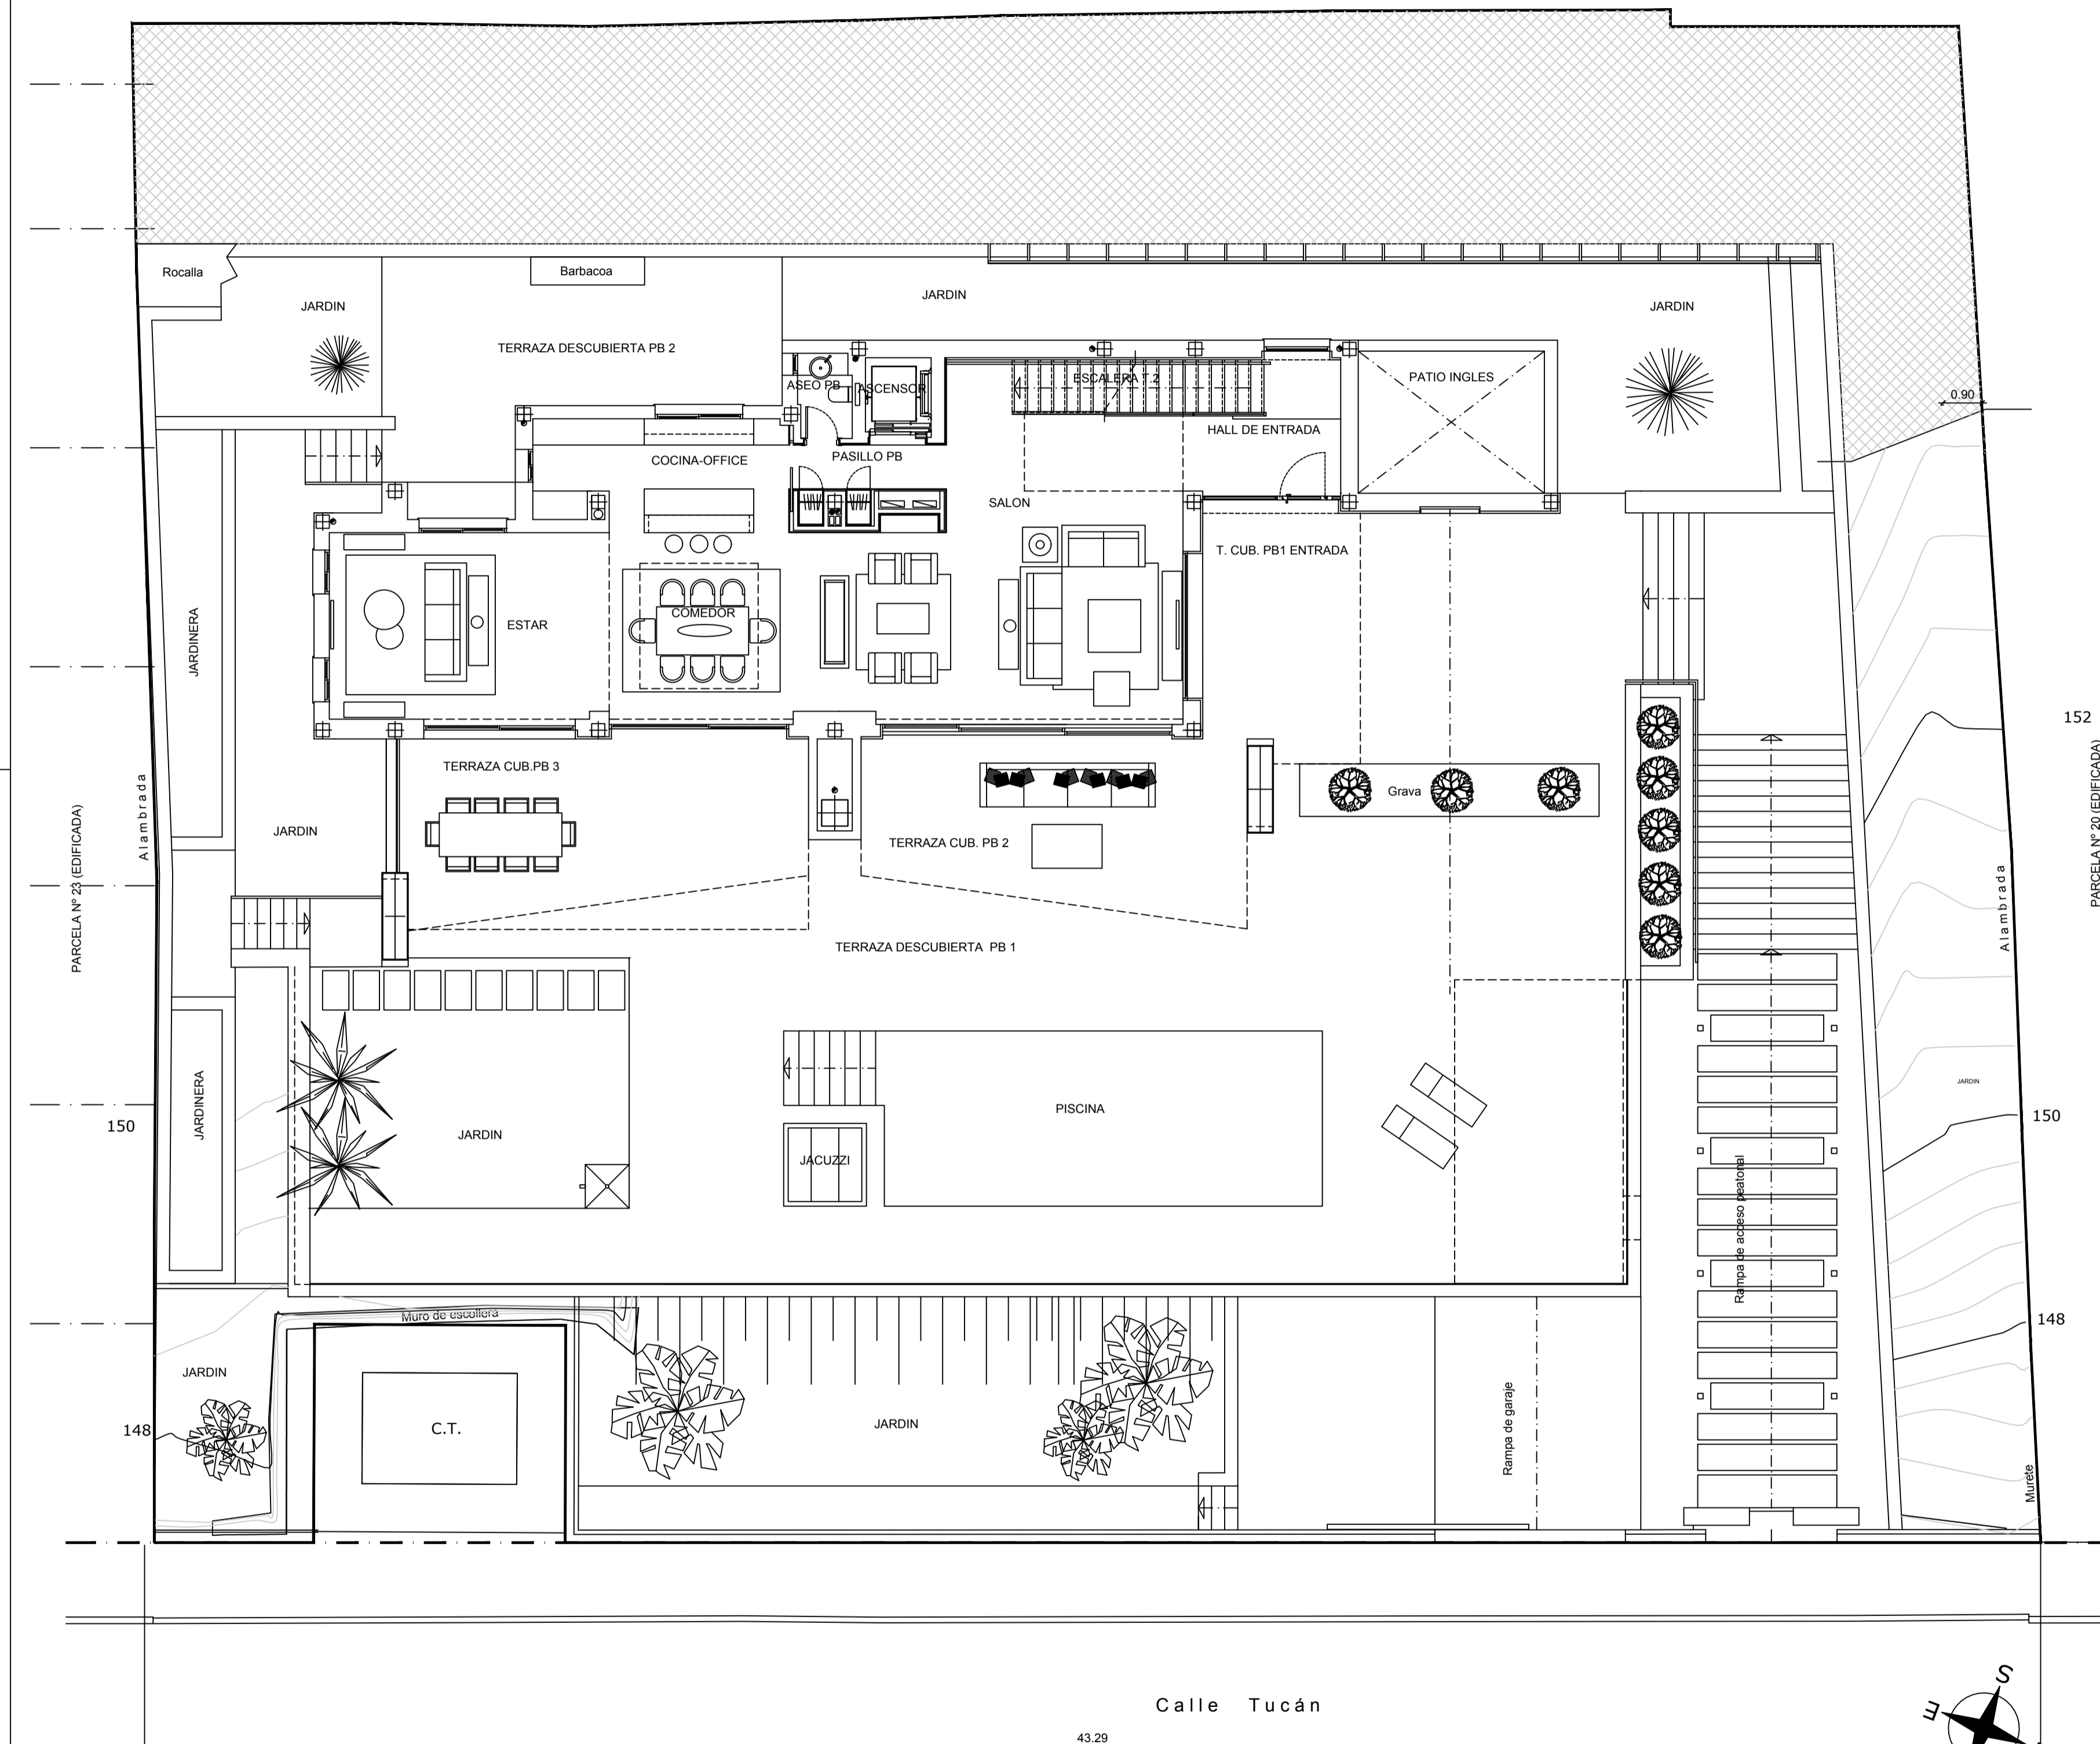 Rocalla
Barbacoa
JARDIN
JARDIN
JARDIN
TERRAZA DESCUBIERTA PB 2
ASEO PB
ASCENSOR
ESCALERA T.2
PATIO INGLES
0.90
HALL DE ENTRADA
COCINA-OFFICE
PASILLO PB
SALON
T. CUB. PB1 ENTRADA
JARDINERA
ESTAR
COMEDOR
152
PARCELA Nº 20 (EDIFICADA)
TERRAZA CUB.PB 3
Alambrada
PARCELA Nº 23 (EDIFICADA)
JARDIN
Grava
TERRAZA CUB. PB 2
Alambrada
TERRAZA DESCUBIERTA PB 1
JARDIN
JARDINERA
150
JARDIN
PISCINA
150
JACUZZI
Rampa de acceso peatonal
Muro de escollera
148
JARDIN
148
C.T.
JARDIN
Rampa de garaje
Murete
Calle Tucán
43.29
S
E